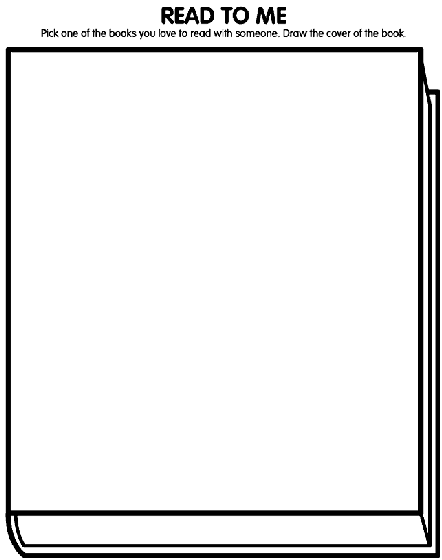 READ TO ME
Pick one of the books you love to read with someone. Draw the cover of the book.